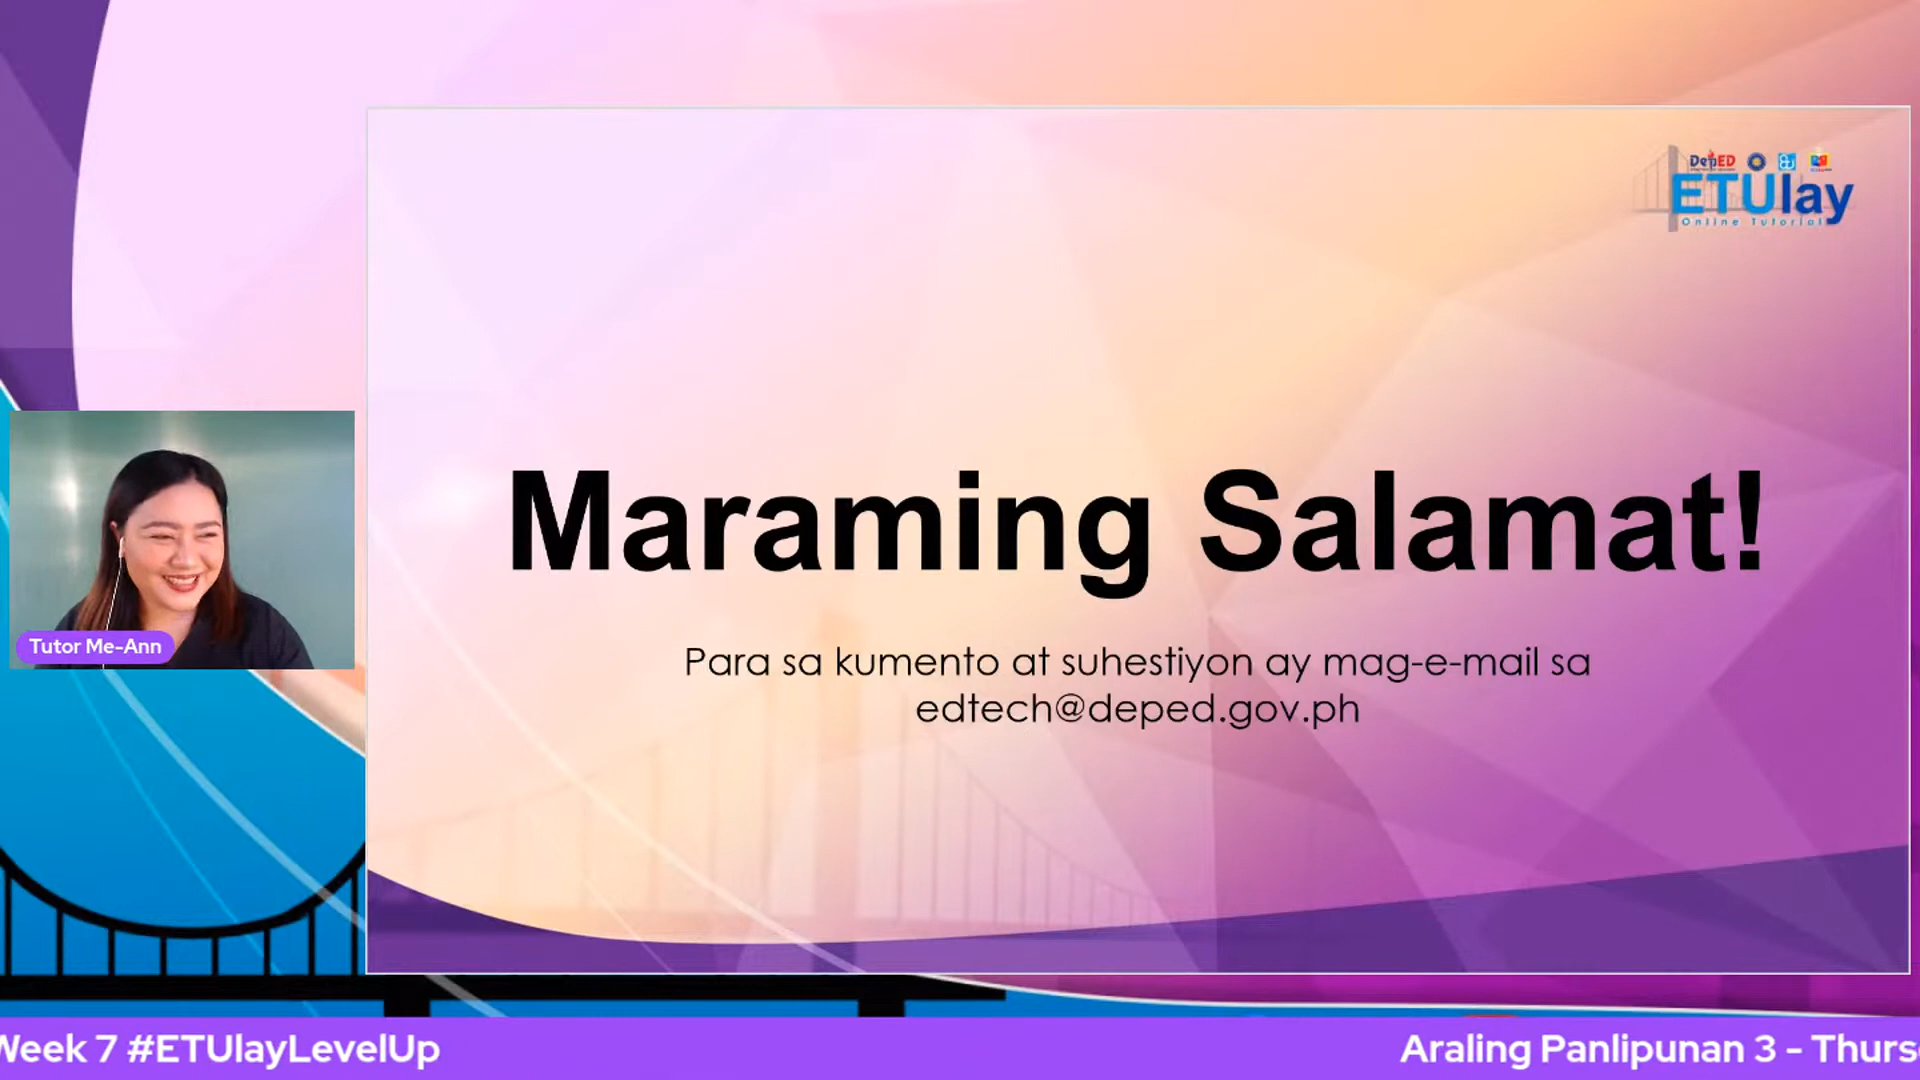 DepED
ETUlay
Online Tutorial
Maraming Salamat!
Para sa kumento at suhestiyon ay mag-e-mail sa
edtech@deped.gov.ph
Tutor Me-Ann
Week 7 #ETUlayLevelUp
Araling Panlipunan 3 - Thurs